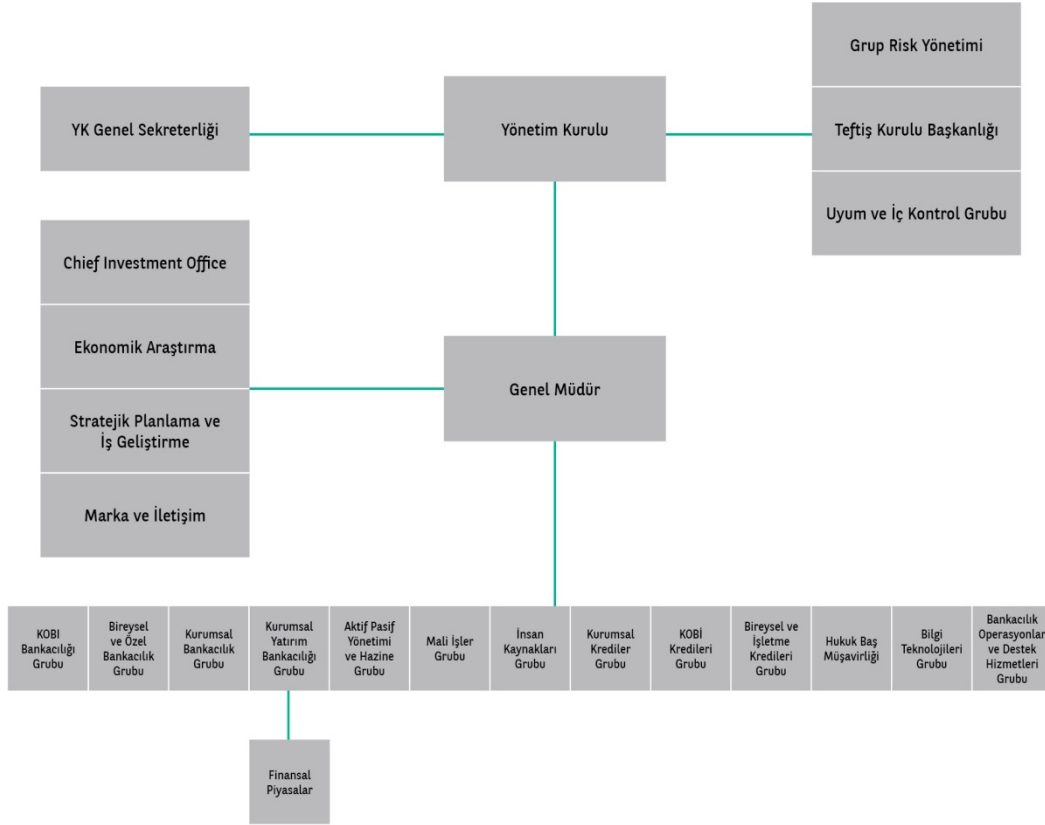 Grup Risk Yönetimi
YK Genel Sekreterliği
Yönetim Kurulu
Teftiş Kurulu Başkanlığı
Uyum ve İç Kontrol Grubu
Chief Investment Office
Ekonomik Araştırma
Stratejik Planlama ve
İş Geliştirme
Marka ve İletişim
Genel Müdür
KOBI
Bankacılığı
Grubu
Bireysel
ve Özel
Bankacılık
Grubu
Kurumsal
Bankacılık
Grubu
Kurumsal
Yatırım
Bankacılığı
Grubu
Aktif Pasif
Yönetimi
ve Hazine
Grubu
Mali İşler
Grubu
İnsan
Kaynakları
Grubu
Kurumsal
Krediler
Grubu
KOBİ
Kredileri
Grubu
Bireysel ve
İşletme
Kredileri
Grubu
Hukuk Baş
Müşavirliği
Bilgi
Teknolojileri
Grubu
Bankacılık
Operasyonlar
ve Destek
Hizmetleri
Grubu
Finansal
Piyasalar